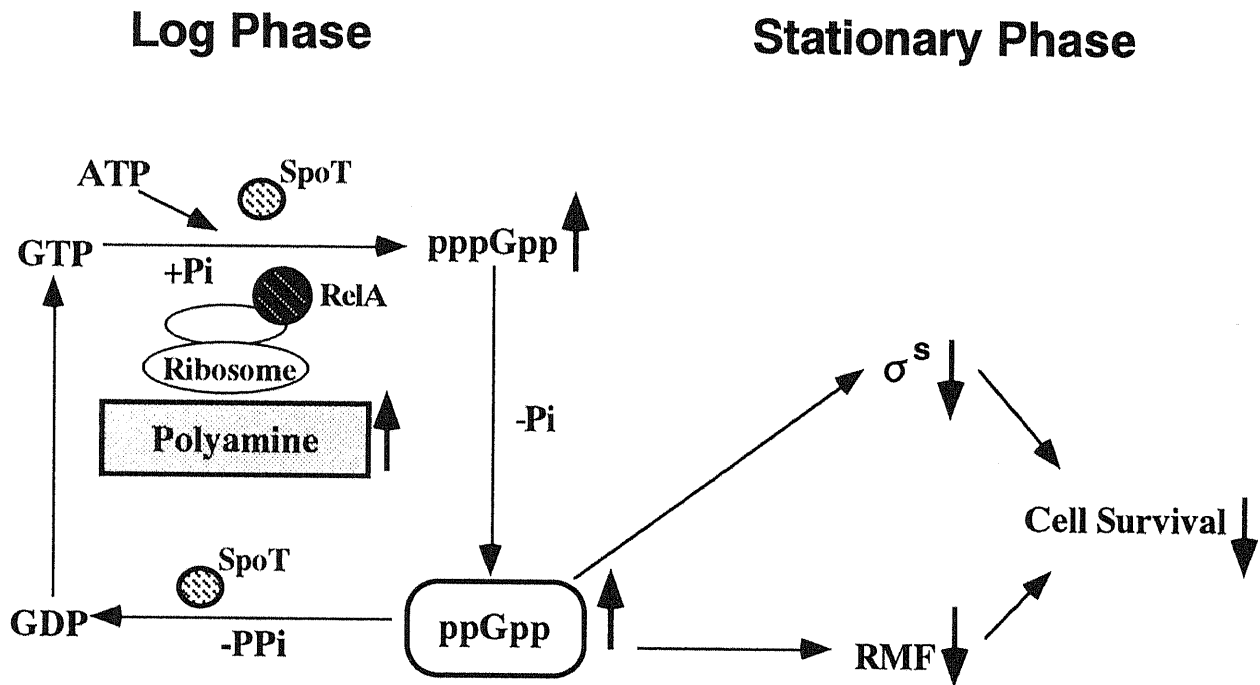 Log Phase
Stationary Phase
ATP
SpoT
GTP
+Pi
pppGpp
RelA
Ribosome
Polyamine
-Pi
σ s
Cell Survival
SpoT
GDP
-PPi
ppGpp
RMF